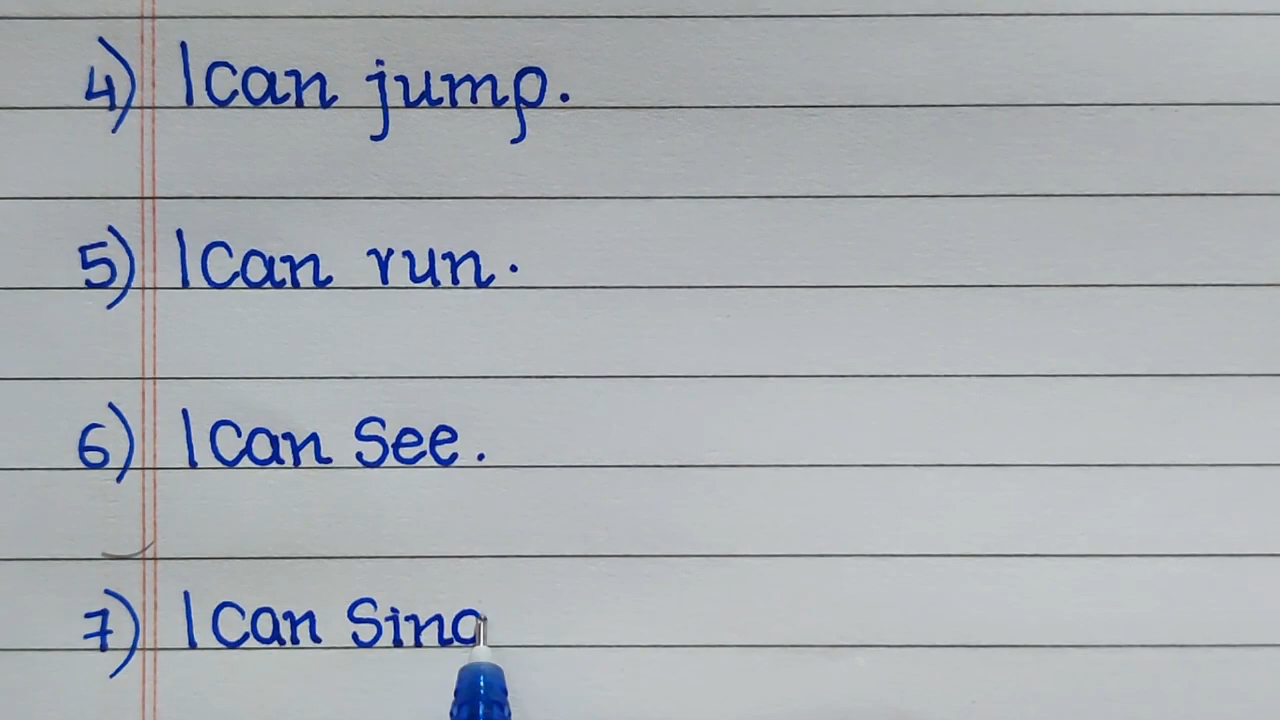 4) I can jump.
5) I can run.
6) I can see.
7) I can